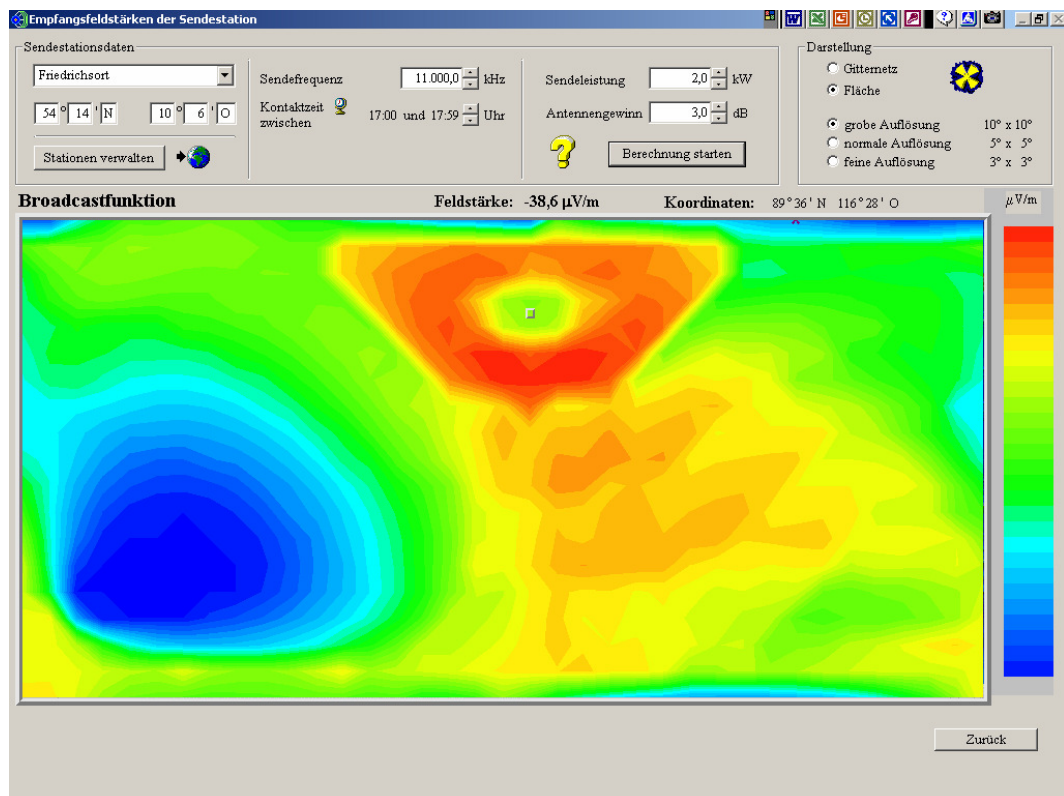 Empfangsfeldstärken der Sendestation
Sendestationsdaten
Friedrichsort
54 ° 14 ' N 10 ° 6 ' O
Stationen verwalten
Sendefrequenz 11.000,0 kHz
Kontaktzeit zwischen 17:00 und 17:59 Uhr
Sendeleistung 2,0 kW
Antennengewinn 3,0 dB
Berechnung starten
Darstellung
Gitternetz
Fläche
grobe Auflösung 10° x 10°
normale Auflösung 5° x 5°
feine Auflösung 3° x 3°
Broadcastfunktion Feldstärke: -38,6 µV/m Koordinaten: 89°36' N 116°28' O
µV/m
Zurück